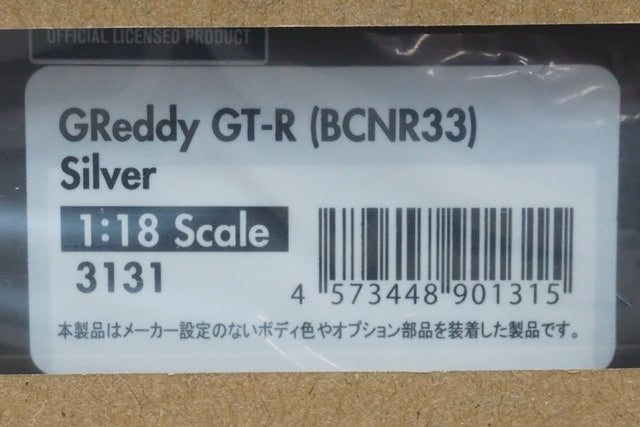 OFFICIAL LICENSED PRODUCT
GReddy GT-R (BCNR33)
Silver
1:18 Scale
3131
4 573448 901315
本製品はメーカー設定のないボディ色やオプション部品を装着した製品です。